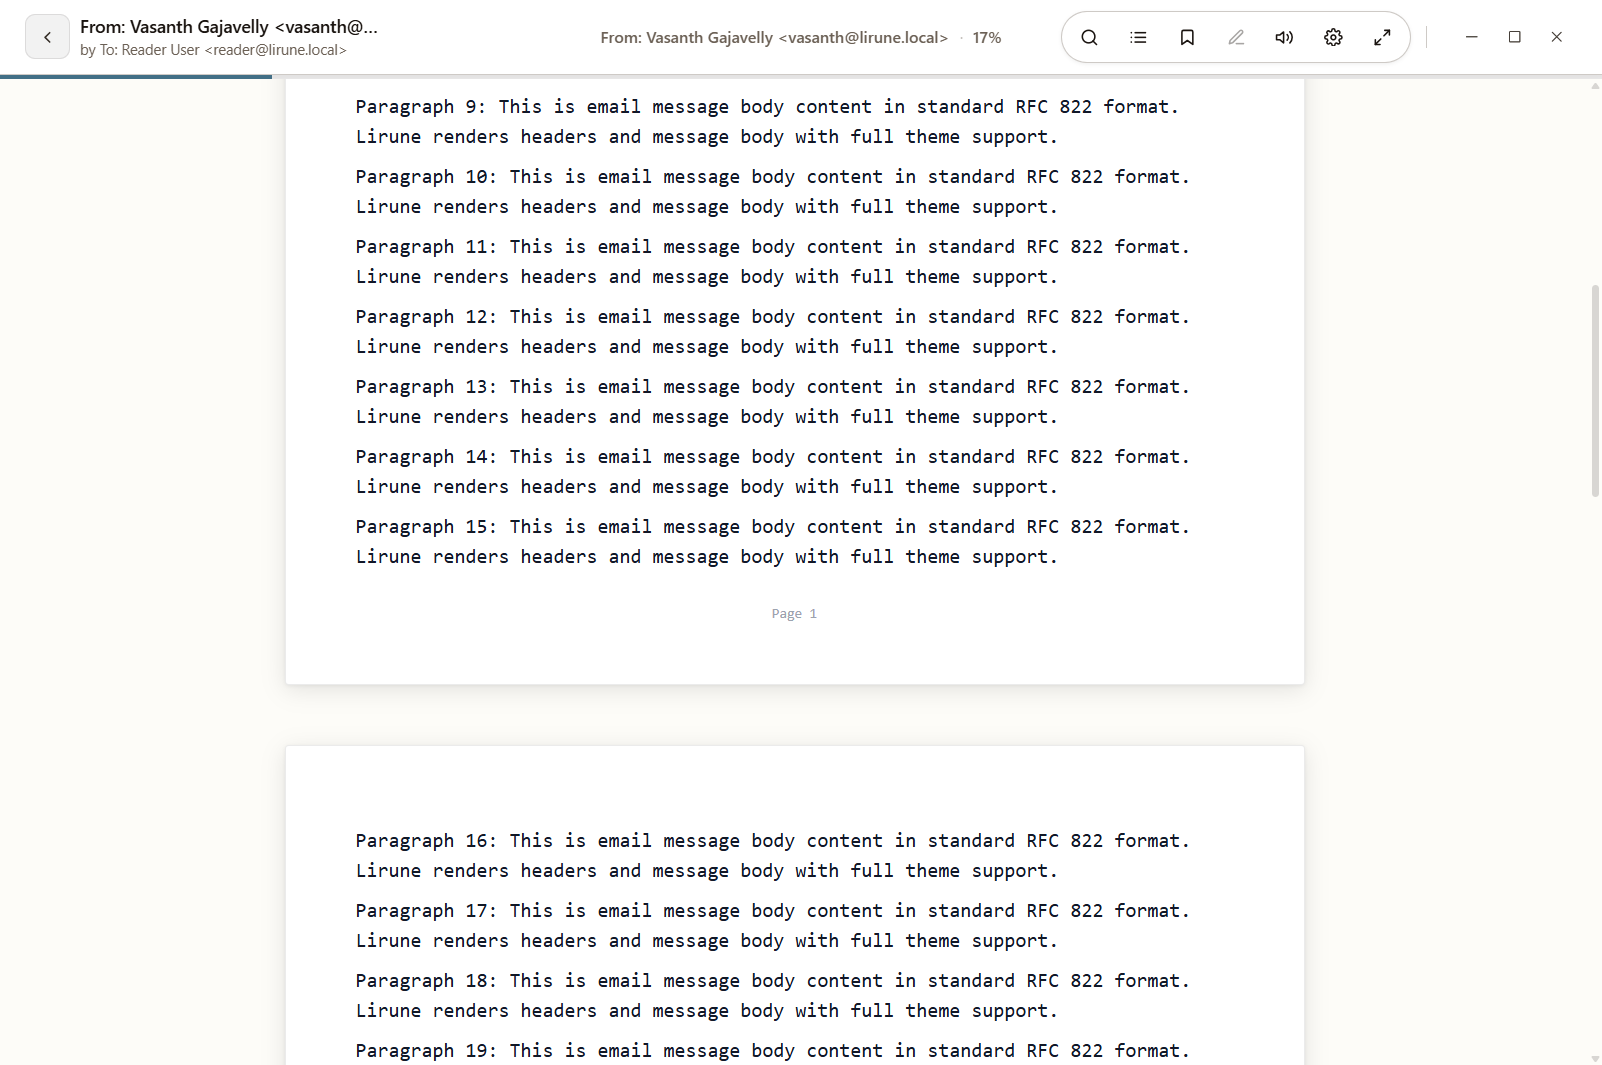 From: Vasanth Gajavelly <vasanth@...
by To: Reader User <reader@lirune.local>
From: Vasanth Gajavelly <vasanth@lirune.local> · 17%
Paragraph 9: This is email message body content in standard RFC 822 format.
Lirune renders headers and message body with full theme support.
Paragraph 10: This is email message body content in standard RFC 822 format.
Lirune renders headers and message body with full theme support.
Paragraph 11: This is email message body content in standard RFC 822 format.
Lirune renders headers and message body with full theme support.
Paragraph 12: This is email message body content in standard RFC 822 format.
Lirune renders headers and message body with full theme support.
Paragraph 13: This is email message body content in standard RFC 822 format.
Lirune renders headers and message body with full theme support.
Paragraph 14: This is email message body content in standard RFC 822 format.
Lirune renders headers and message body with full theme support.
Paragraph 15: This is email message body content in standard RFC 822 format.
Lirune renders headers and message body with full theme support.
Page 1
Paragraph 16: This is email message body content in standard RFC 822 format.
Lirune renders headers and message body with full theme support.
Paragraph 17: This is email message body content in standard RFC 822 format.
Lirune renders headers and message body with full theme support.
Paragraph 18: This is email message body content in standard RFC 822 format.
Lirune renders headers and message body with full theme support.
Paragraph 19: This is email message body content in standard RFC 822 format.